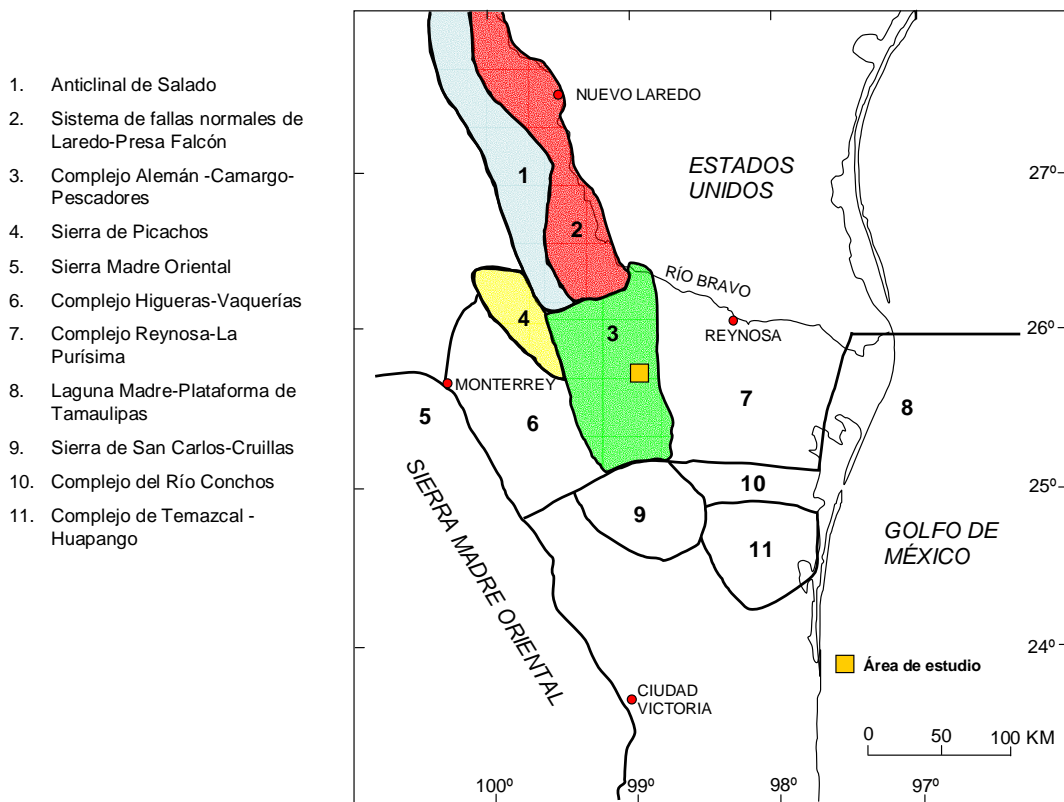 1. Anticlinal de Salado
2. Sistema de fallas normales de
Laredo-Presa Falcón
3. Complejo Alemán -Camargo-
Pescadores
4. Sierra de Picachos
5. Sierra Madre Oriental
6. Complejo Higueras-Vaquerías
7. Complejo Reynosa-La
Purísima
8. Laguna Madre-Plataforma de
Tamaulipas
9. Sierra de San Carlos-Cruillas
10. Complejo del Río Conchos
11. Complejo de Temazcal -
Huapango
NUEVO LAREDO
ESTADOS
UNIDOS
27º
1
2
RÍO BRAVO
4
3
REYNOSA
26º
MONTERREY
5
6
7
8
SIERRA MADRE ORIENTAL
10
25º
9
11
GOLFO DE
MÉXICO
24º
Área de estudio
CIUDAD
VICTORIA
0 50 100 KM
100º 99º 98º 97º